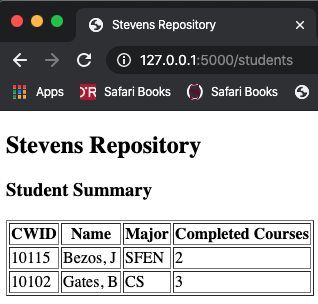 Stevens Repository
127.0.0.1:5000/students
Apps Safari Books Safari Books
Stevens Repository
Student Summary
CWID Name Major Completed Courses
10115 Bezos, J SFEN 2
10102 Gates, B CS 3